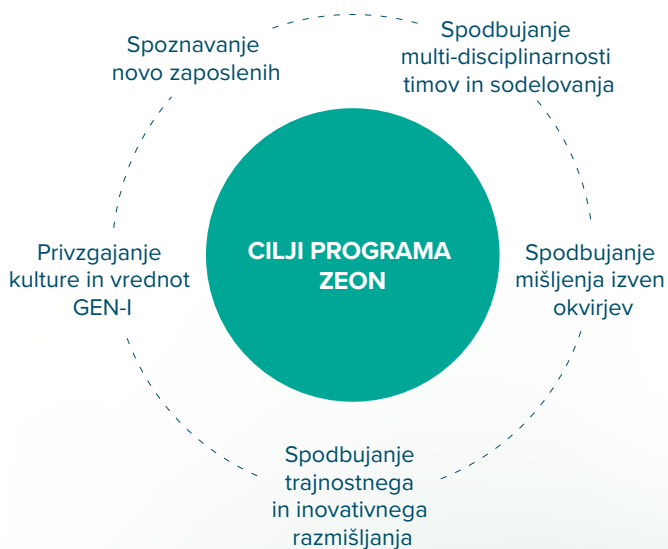 Spoznavanje
novo zaposlenih
Spodbujanje
multi-disciplinarnosti
timov in sodelovanja
CILJI PROGRAMA
ZEON
Privzgajanje
kulture in vrednot
GEN-I
Spodbujanje
mišljenja izven
okvirjev
Spodbujanje
trajnostnega
in inovativnega
razmišljanja